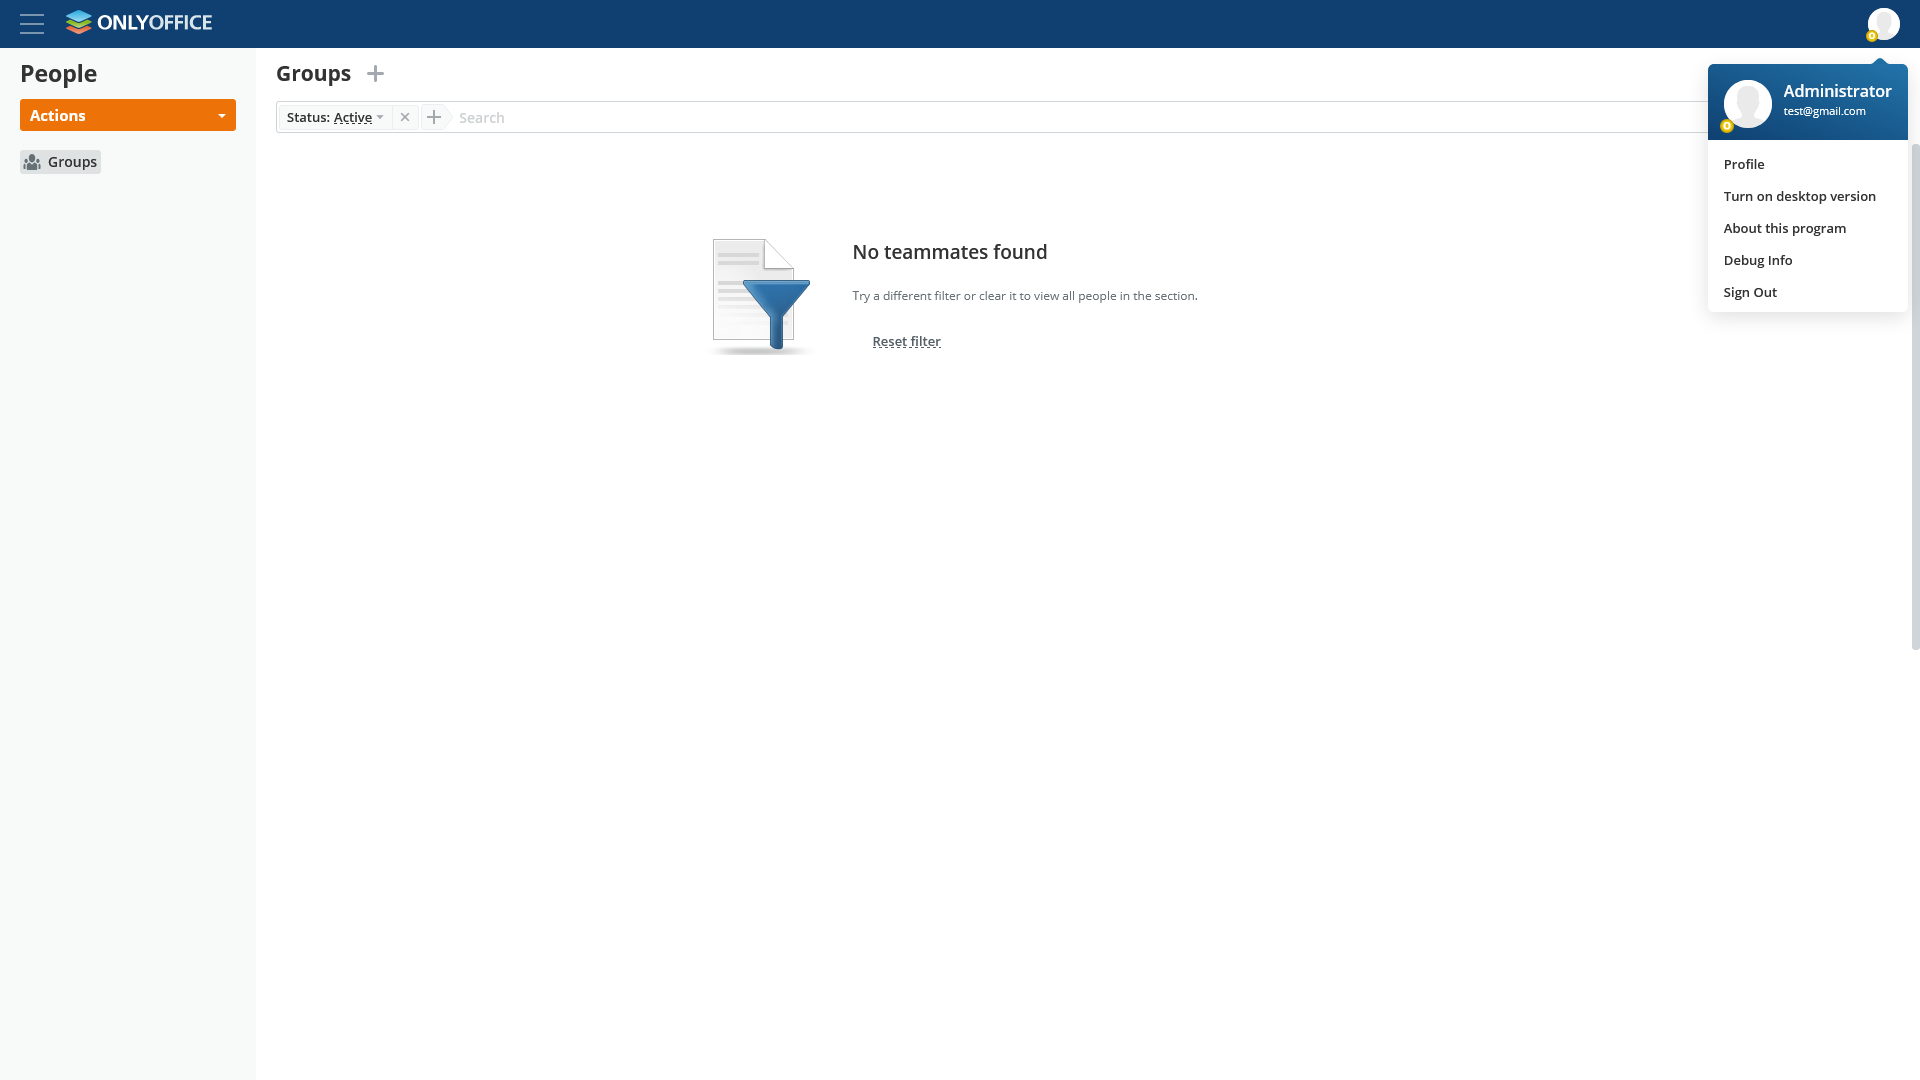 ONLYOFFICE
People
Actions
Groups
Groups
Status: Active
Search
No teammates found
Try a different filter or clear it to view all people in the section.
Reset filter
Administrator
test@gmail.com
Profile
Turn on desktop version
About this program
Debug Info
Sign Out